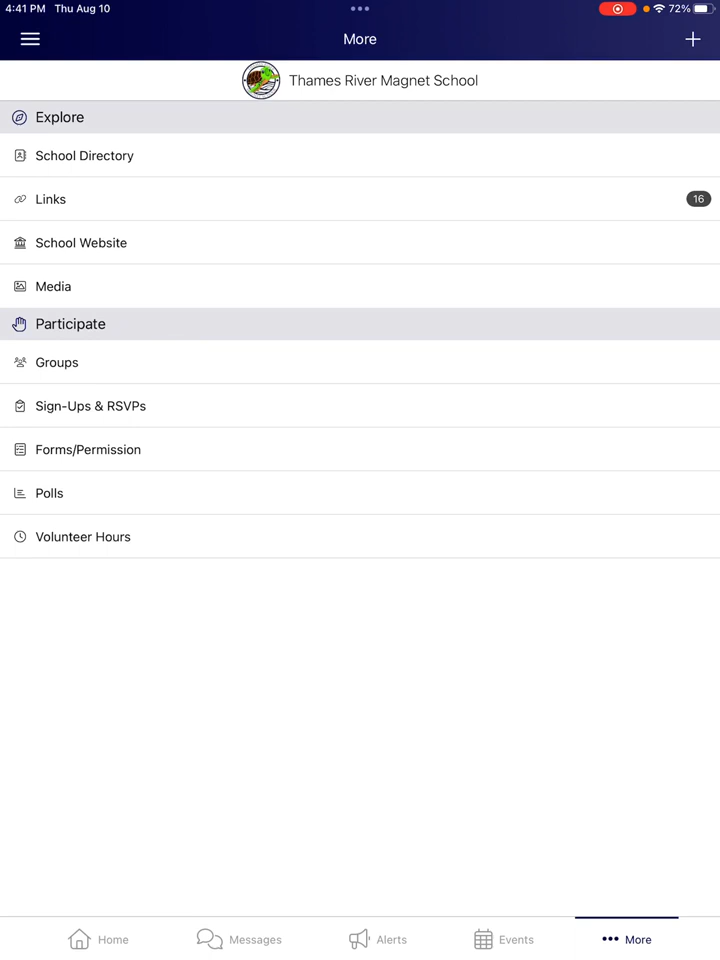 4:41 PM Thu Aug 10
72%
More
Thames River Magnet School
Explore
School Directory
Links
16
School Website
Media
Participate
Groups
Sign-Ups & RSVPs
Forms/Permission
Polls
Volunteer Hours
Home Messages Alerts Events More